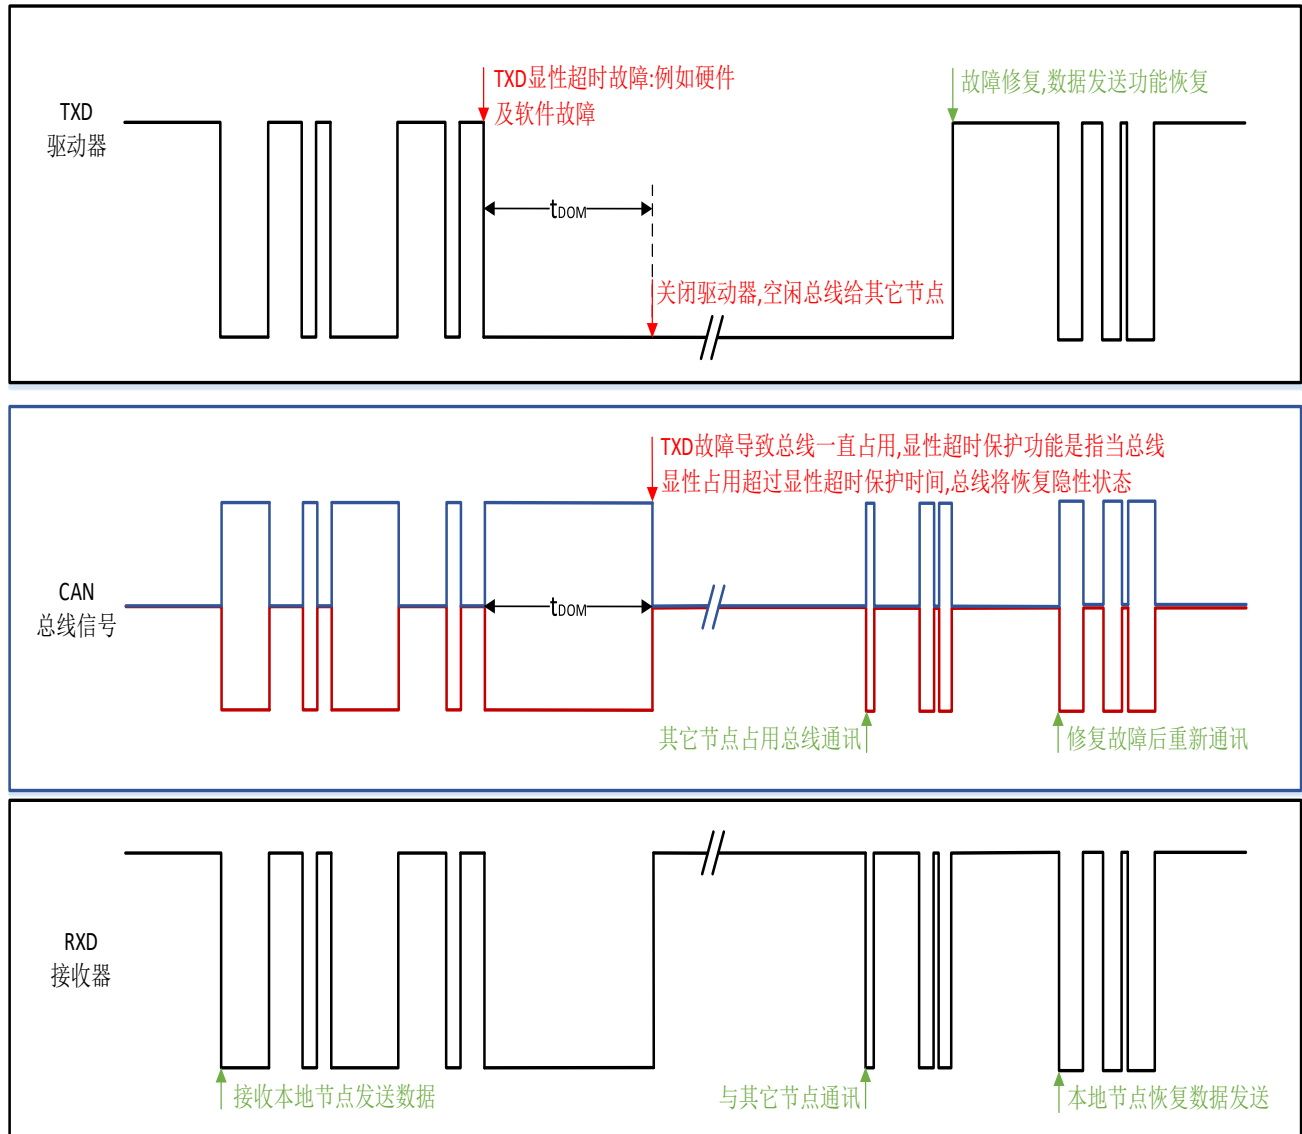 TXD显性超时故障:例如硬件
及软件故障
故障修复,数据发送功能恢复
TXD
驱动器
tDOM
关闭驱动器,空闲总线给其它节点
TXD故障导致总线一直占用,显性超时保护功能是指当总线
显性占用超过显性超时保护时间,总线将恢复隐性状态
CAN
总线信号
tDOM
其它节点占用总线通讯
修复故障后重新通讯
RXD
接收器
接收本地节点发送数据
与其它节点通讯
本地节点恢复数据发送